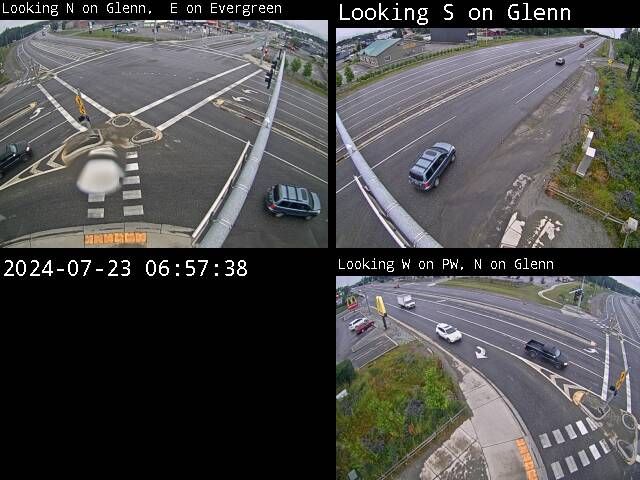 Looking N on Glenn,  E on Evergreen
Looking S on Glenn
2024-07-23 06:57:38
Looking W on PW, N on Glenn